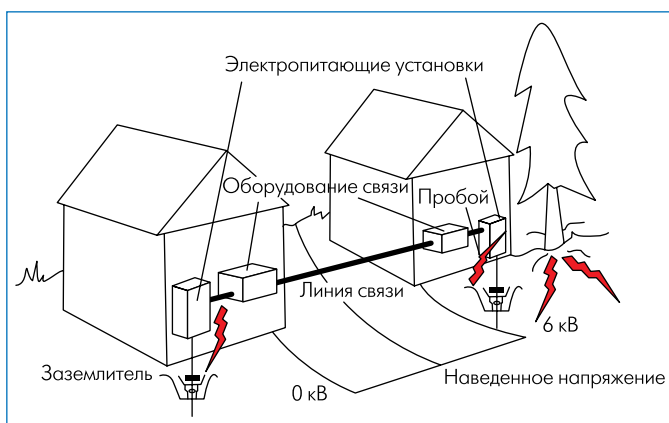 Электропитающие установки
Оборудование связи
Пробой
Линия связи
6 кВ
Заземлитель
0 кВ
Наведенное напряжение